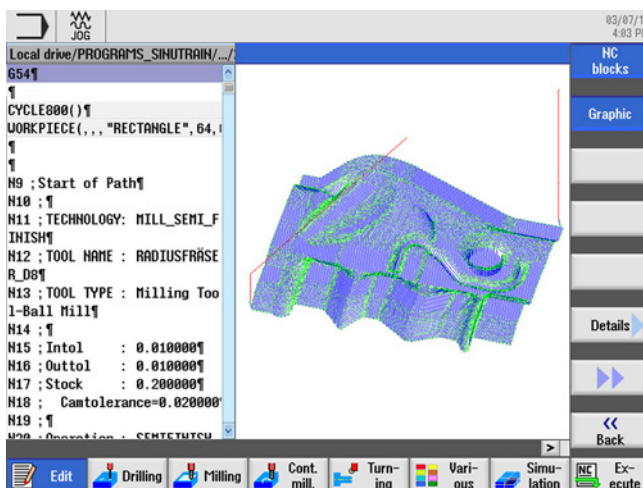 JOG
03/07/1
4:03 P
Local drive/PROGRAMS_SINUTRAIN/.../
G54¶
¶
CYCLE800()¶
WORKPIECE(,,,"RECTANGLE",64,
¶
¶
N9 ;Start of Path¶
N10 ;¶
N11 ;TECHNOLOGY: MILL_SEMI_F
INISH¶
N12 ;TOOL NAME : RADIUSFRÄSE
R_D8¶
N13 ;TOOL TYPE : Milling Too
l-Ball Mill¶
N14 ;¶
N15 ;Intol : 0.010000¶
N16 ;Outtol : 0.010000¶
N17 ;Stock : 0.200000¶
N18 ; Camtolerance=0.020000
N19 ;¶
N20 ;Operation : SEMIFINISH
NC
blocks
Graphic
Details
Back
Edit
Drilling
Milling
Cont.
mill.
Turn-
ing
Vari-
ous
Simu-
lation
NC
Ex-
ecute